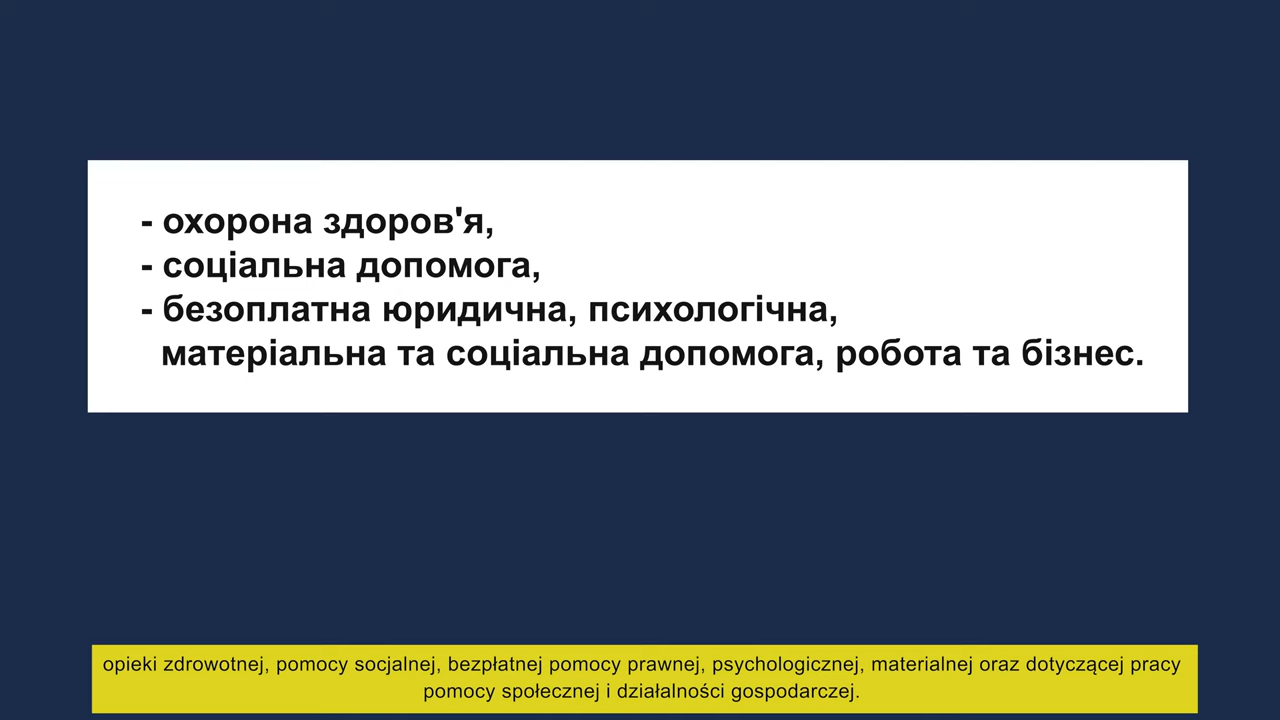 - охорона здоров'я,
- соціальна допомога,
- безоплатна юридична, психологічна,
матеріальна та соціальна допомога, робота та бізнес.
opieki zdrowotnej, pomocy socjalnej, bezpłatnej pomocy prawnej, psychologicznej, materialnej oraz dotyczącej pracy
pomocy społecznej i działalności gospodarczej.